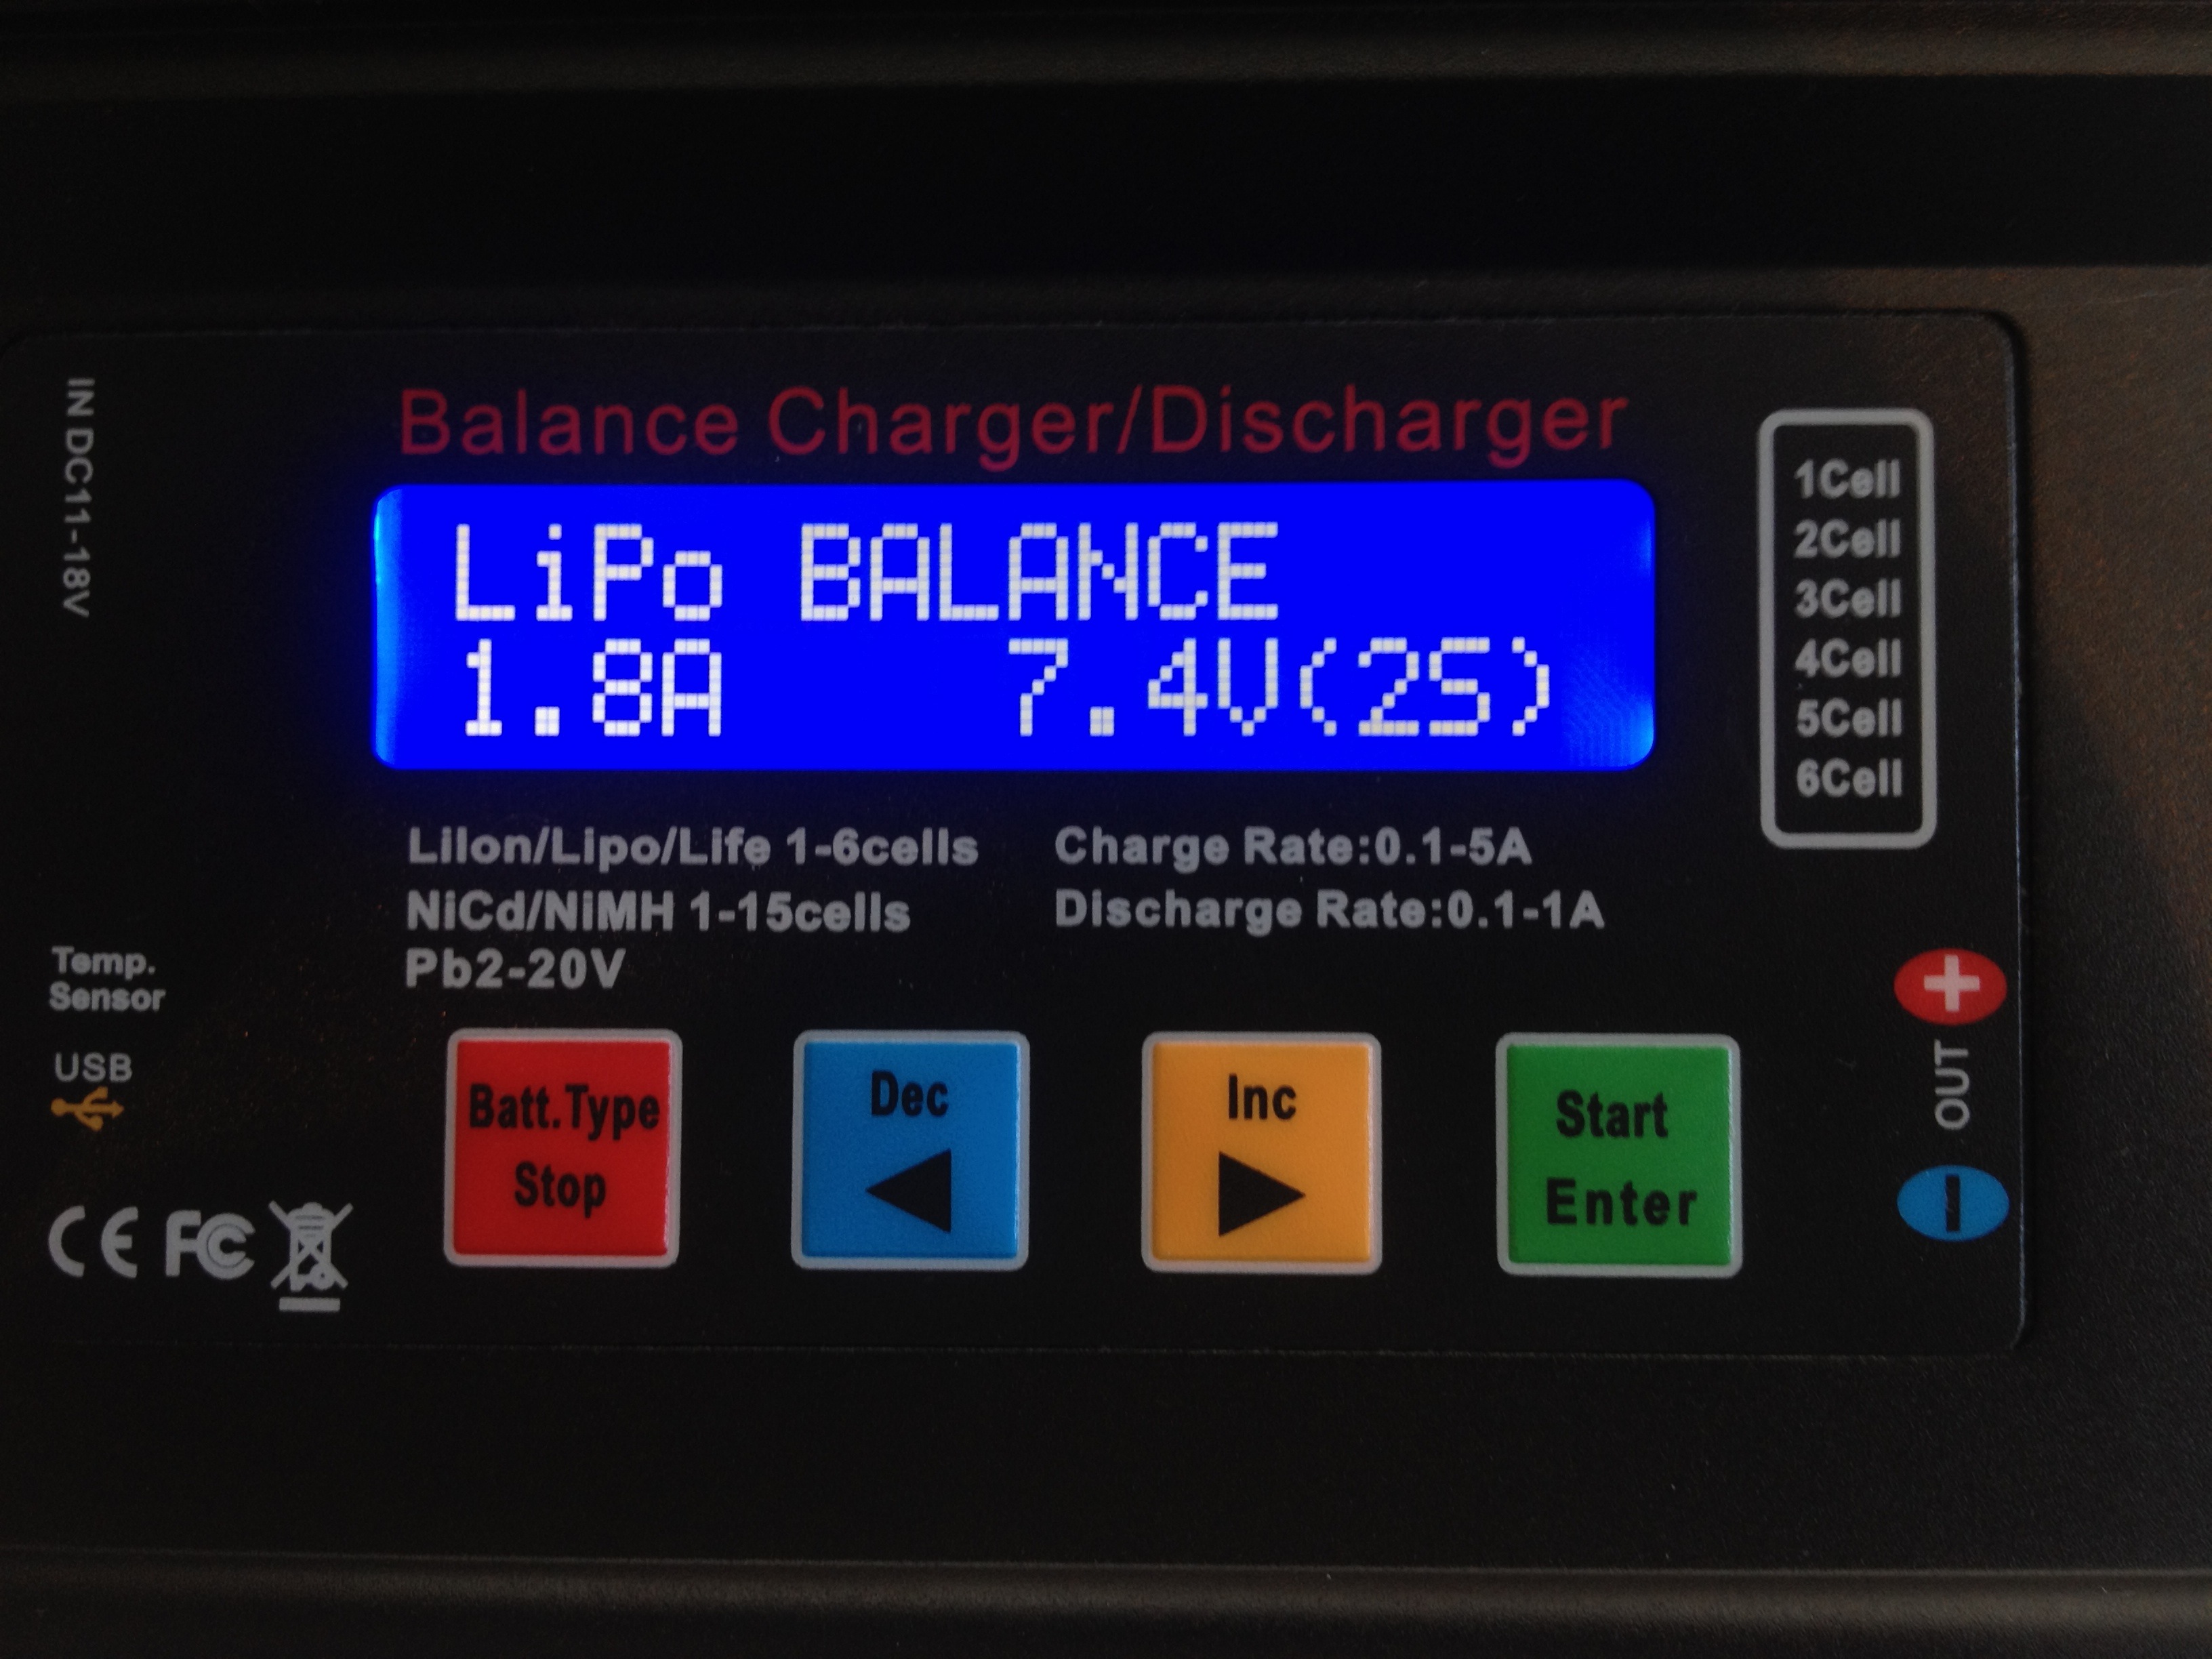 Balance Charger/Discharger
LiPo BALANCE
1.8A 7.4V(2S)
LiIon/Lipo/Life 1-6cells
NiCd/NiMH 1-15cells
Pb2-20V
Charge Rate:0.1-5A
Discharge Rate:0.1-1A
IN DC11-18V
Temp.
Sensor
USB
CE FC
Batt.Type
Stop
Dec
Inc
Start
Enter
1Cell
2Cell
3Cell
4Cell
5Cell
6Cell
+
OUT
-